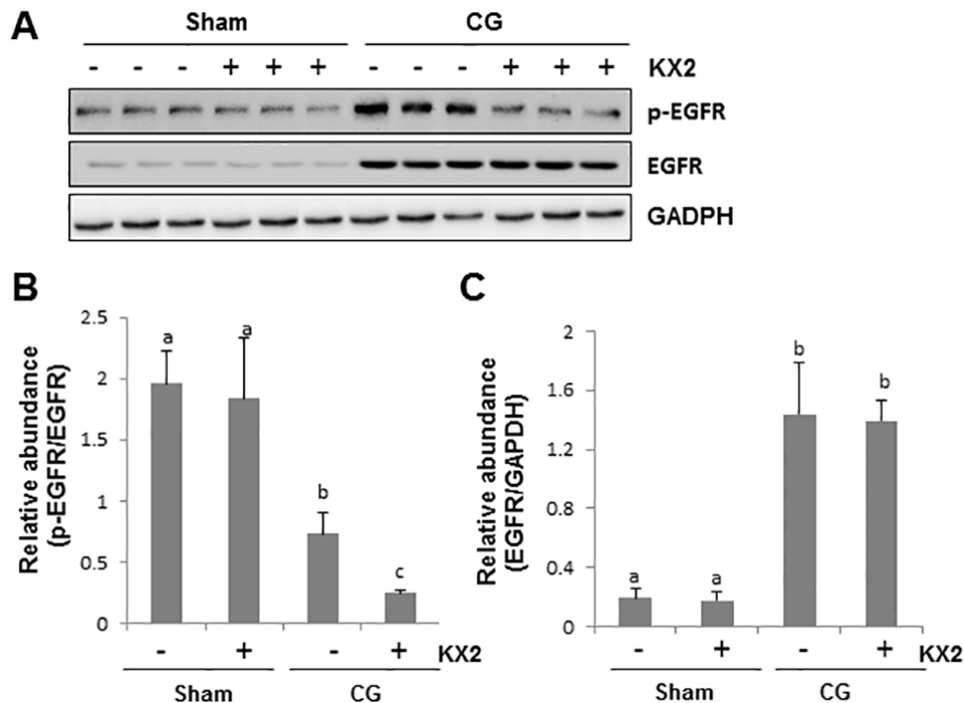 A
Sham CG
- - - + + + - - - + + + KX2
p-EGFR
EGFR
GADPH
B
Relative abundance
(p-EGFR/EGFR)
2.5
2
1.5
1
0.5
0
a a b c
- + - + KX2
Sham CG
C
Relative abundance
(EGFR/GAPDH)
2
1.6
1.2
0.8
0.4
0
a a b b
- + - + KX2
Sham CG